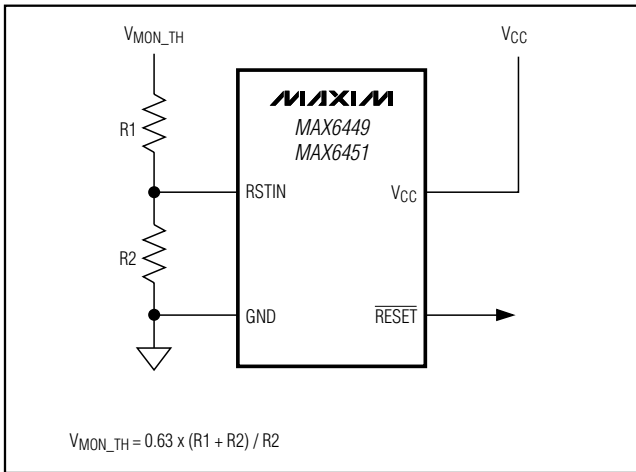 VMON_TH
VCC
MAXIM
MAX6449
MAX6451
R1
RSTIN
VCC
R2
GND
RESET
VMON_TH = 0.63 x (R1 + R2) / R2